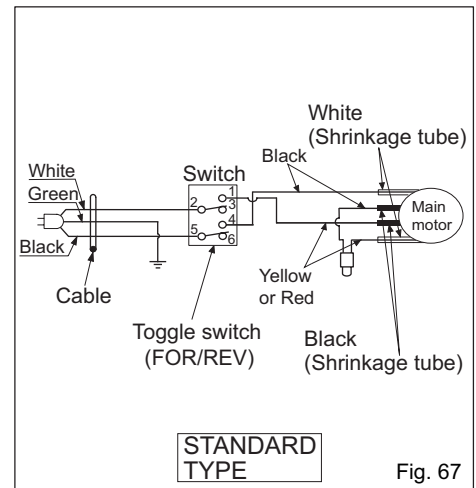 White
(Shrinkage tube)
Black
White
Green
Switch
1
2
3
4
5
6
Main
motor
Black
Cable
Yellow
or Red
Toggle switch
(FOR/REV)
Black
(Shrinkage tube)
STANDARD
TYPE
Fig. 67